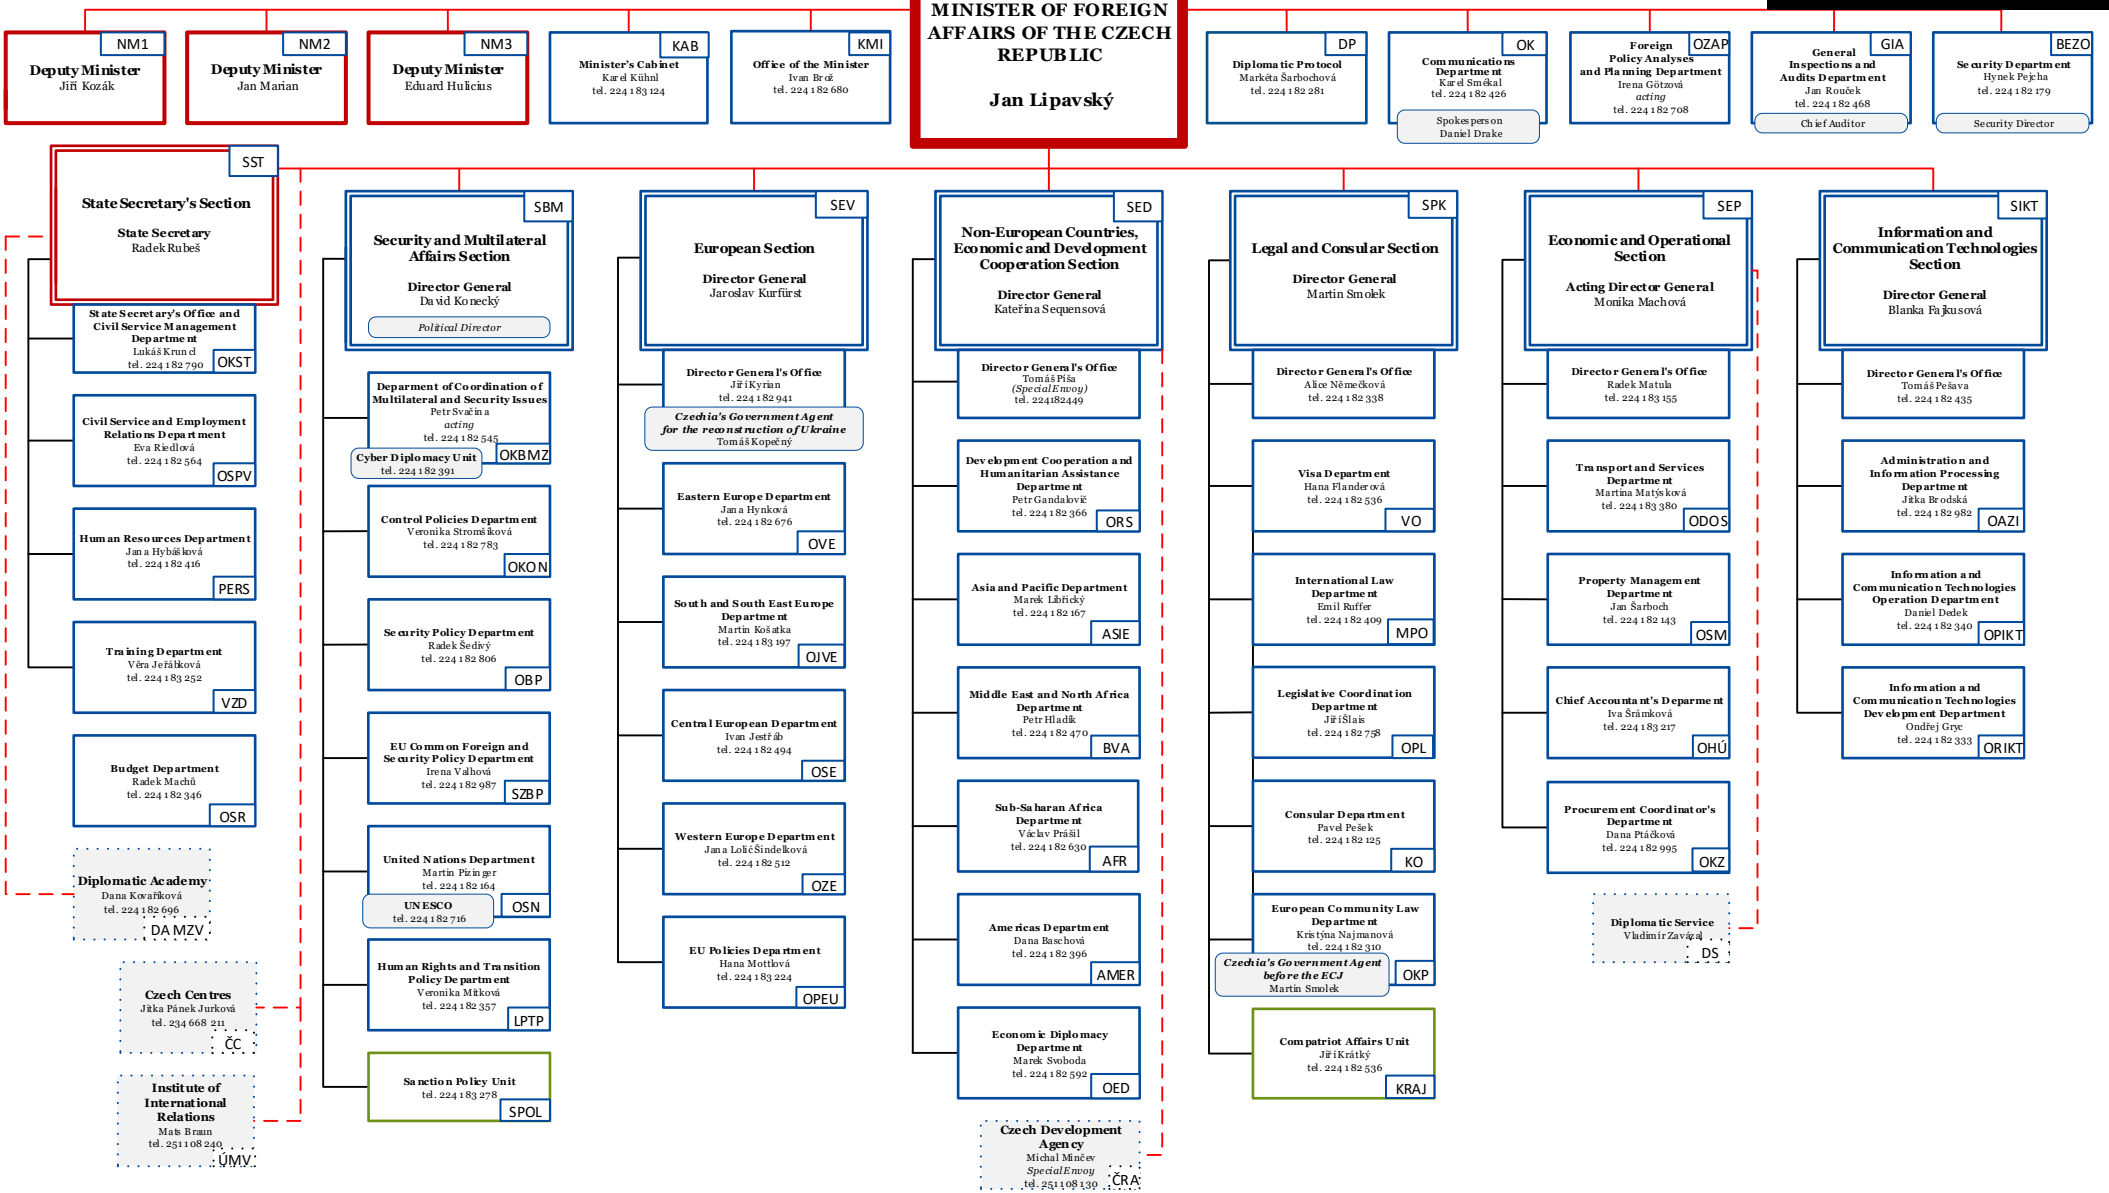 MINISTER OF FOREIGN
AFFAIRS OF THE CZECH
REPUBLIC
Jan Lipavský
NM1
Deputy Minister
Jiří Kozák
NM2
Deputy Minister
Jan Marian
NM3
Deputy Minister
Eduard Hulicius
KAB
Minister's Cabinet
Karel Kühnl
tel. 224 183 124
KMI
Office of the Minister
Ivan Brož
tel. 224 182 680
DP
Diplomatic Protocol
Markéta Šarbochová
tel. 224 182 281
OK
Communications
Department
Karel Smékal
tel. 224 182 426
Spokesperson
Daniel Drake
OZAP
Foreign
Policy Analyses
and Planning Department
Irena Götzová
acting
tel. 224 182 708
GIA
General
Inspections and
Audits Department
Jan Rouček
tel. 224 182 468
Chief Auditor
BEZO
Security Department
Hynek Pejcha
tel. 224 182 179
Security Director
SST
State Secretary's Section
State Secretary
Radek Rubeš
State Secretary's Office and
Civil Service Management
Department
Lukáš Kruncl
tel. 224 182 790
OKST
Civil Service and Employment
Relations Department
Eva Riedlová
tel. 224 182 564
OSPV
Human Resources Department
Jana Hybášková
tel. 224 182 416
PERS
Training Department
Věra Jeřábková
tel. 224 183 252
VZD
Budget Department
Radek Machů
tel. 224 182 346
OSR
Diplomatic Academy
Dana Kovaříková
tel. 224 182 696
DA MZV
Czech Centres
Jitka Pánek Jurková
tel. 234 668 211
ČC
Institute of
International
Relations
Mats Braun
tel. 251 108 240
ÚMV
SBM
Security and Multilateral
Affairs Section
Director General
David Konecký
Political Director
Deparment of Coordination of
Multilateral and Security Issues
Petr Svačina
acting
tel. 224 182 545
OKBMZ
Cyber Diplomacy Unit
tel. 224 182 391
Control Policies Department
Veronika Stromšíková
tel. 224 182 783
OKON
Security Policy Department
Radek Šedivý
tel. 224 182 806
OBP
EU Common Foreign and
Security Policy Department
Irena Valhová
tel. 224 182 987
SZBP
United Nations Department
Martin Pizinger
tel. 224 182 164
OSN
UNESCO
tel. 224 182 716
Human Rights and Transition
Policy Department
Veronika Mítková
tel. 224 182 357
LPTP
Sanction Policy Unit
tel. 224 183 278
SPOL
SEV
European Section
Director General
Jaroslav Kurfürst
Director General's Office
Jiří Kyrian
tel. 224 182 941
Czechia's Government Agent
for the reconstruction of Ukraine
Tomáš Kopečný
Eastern Europe Department
Jana Hynková
tel. 224 182 676
OVE
South and South East Europe
Department
Martin Košatka
tel. 224 183 197
OJVE
Central European Department
Ivan Jestřáb
tel. 224 182 494
OSE
Western Europe Department
Jana Lolić Šindelková
tel. 224 182 512
OZE
EU Policies Department
Hana Mottlová
tel. 224 183 224
OPEU
SED
Non-European Countries,
Economic and Development
Cooperation Section
Director General
Kateřina Sequensová
Director General's Office
Tomáš Píša
(Special Envoy)
tel. 224182449
Development Cooperation and
Humanitarian Assistance
Department
Petr Gandalovič
tel. 224 182 366
ORS
Asia and Pacific Department
Marek Libřický
tel. 224 182 167
ASIE
Middle East and North Africa
Department
Petr Hladík
tel. 224 182 470
BVA
Sub-Saharan Africa
Department
Václav Prášil
tel. 224 182 630
AFR
Americas Department
Dana Baschová
tel. 224 182 396
AMER
Economic Diplomacy
Department
Marek Svoboda
tel. 224 182 592
OED
Czech Development
Agency
Michal Minčev
Special Envoy
tel. 251108 130
ČRA
SPK
Legal and Consular Section
Director General
Martin Smolek
Director General's Office
Alice Němečková
tel. 224 182 338
Visa Department
Hana Flanderová
tel. 224 182 536
VO
International Law
Department
Emil Ruffer
tel. 224 182 409
MPO
Legislative Coordination
Department
Jiří Šlais
tel. 224 182 758
OPL
Consular Department
Pavel Pešek
tel. 224 182 125
KO
European Community Law
Department
Kristýna Najmanová
tel. 224 182 310
OKP
Czechia's Government Agent
before the ECJ
Martin Smolek
Compatriot Affairs Unit
Jiří Krátký
tel. 224 182 536
KRAJ
SEP
Economic and Operational
Section
Acting Director General
Monika Machová
Director General's Office
Radek Matula
tel. 224 183 155
Transport and Services
Department
Martina Matýsková
tel. 224 183 380
ODOS
Property Management
Department
Jan Šarboch
tel. 224 182 143
OSM
Chief Accountant's Deparment
Iva Šrámková
tel. 224 183 217
OHÚ
Procurement Coordinator's
Department
Dana Ptáčková
tel. 224 182 995
OKZ
Diplomatic Service
Vladimír Zavázal
DS
SIKT
Information and
Communication Technologies
Section
Director General
Blanka Fajkusová
Director General's Office
Tomáš Pešava
tel. 224 182 435
Administration and
Information Processing
Department
Jitka Brodská
tel. 224 182 982
OAZI
Information and
Communication Technologies
Operation Department
Daniel Dedek
tel. 224 182 340
OPIKT
Information and
Communication Technologies
Development Department
Ondřej Gryc
tel. 224 182 333
ORIKT